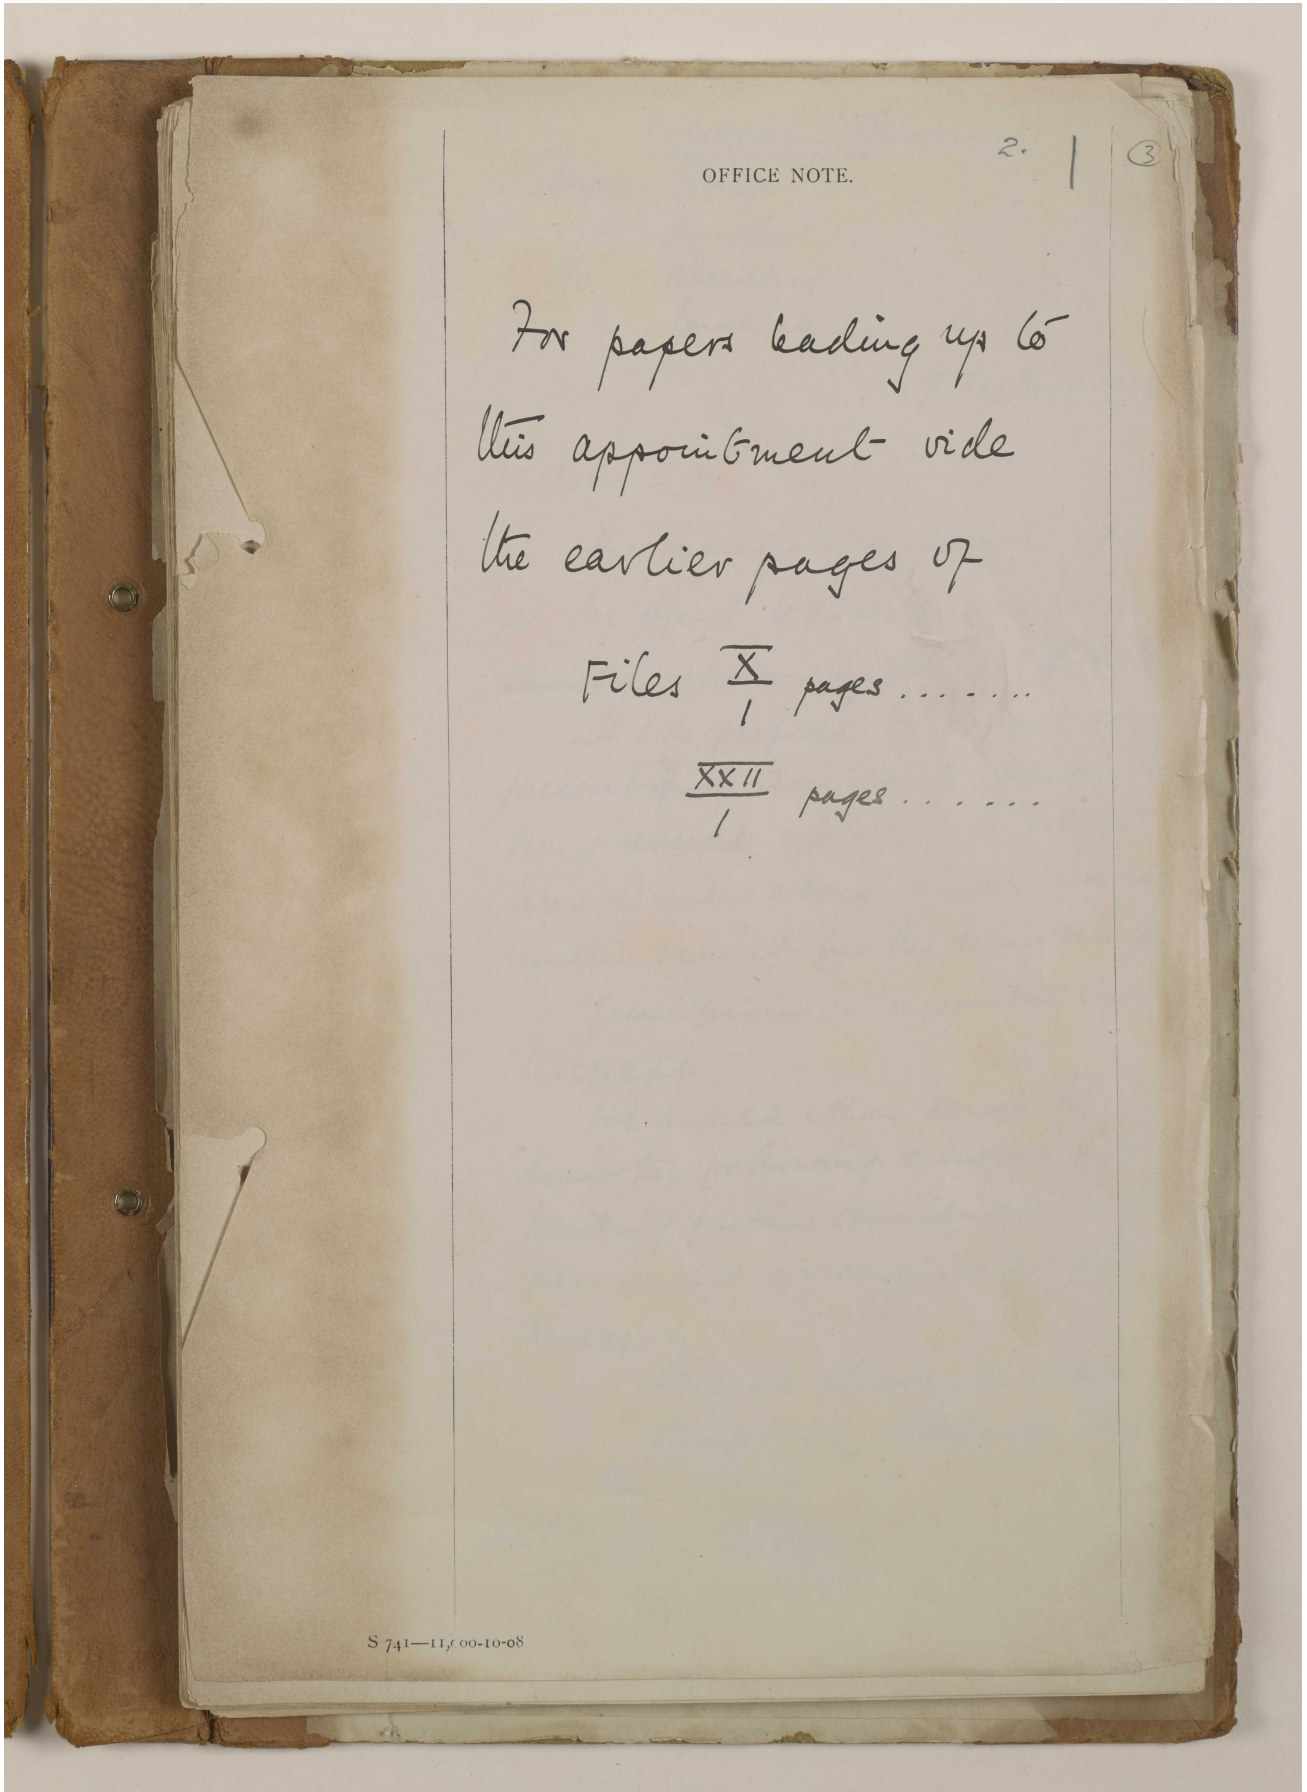 2. | 3
OFFICE NOTE.
For papers leading up to
this appointment vide
the earlier pages of
Files X/1 pages .......
XXII/1 pages .......
S 741—11,000-10-08